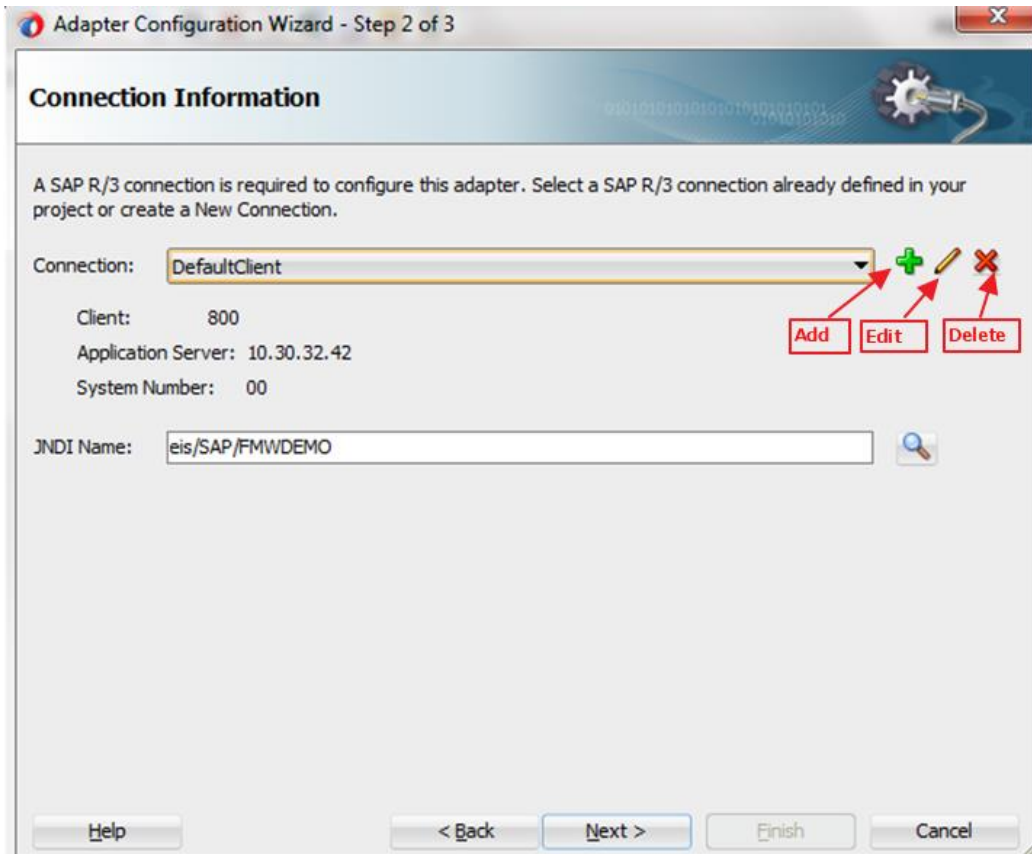 Adapter Configuration Wizard - Step 2 of 3
Connection Information
A SAP R/3 connection is required to configure this adapter. Select a SAP R/3 connection already defined in your
project or create a New Connection.
Connection: DefaultClient
Client: 800
Add Edit Delete
Application Server: 10.30.32.42
System Number: 00
JNDI Name: eis/SAP/FMWDEMO
Help < Back Next > Finish Cancel